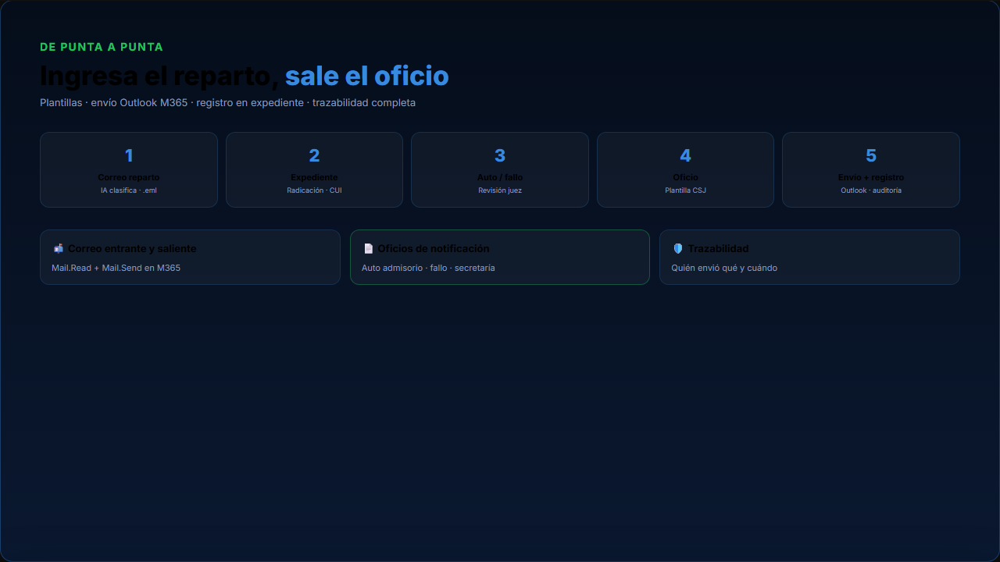 DE PUNTA A PUNTA
Ingresa el reparto, sale el oficio
Plantillas · envío Outlook M365 · registro en expediente · trazabilidad completa
1
Correo reparto
IA clasifica · .eml
2
Expediente
Radicación · CUI
3
Auto / fallo
Revisión juez
4
Oficio
Plantilla CSJ
5
Envío + registro
Outlook · auditoría
Correo entrante y saliente
Mail.Read + Mail.Send en M365
Oficios de notificación
Auto admisorio · fallo · secretaría
Trazabilidad
Quién envió qué y cuándo